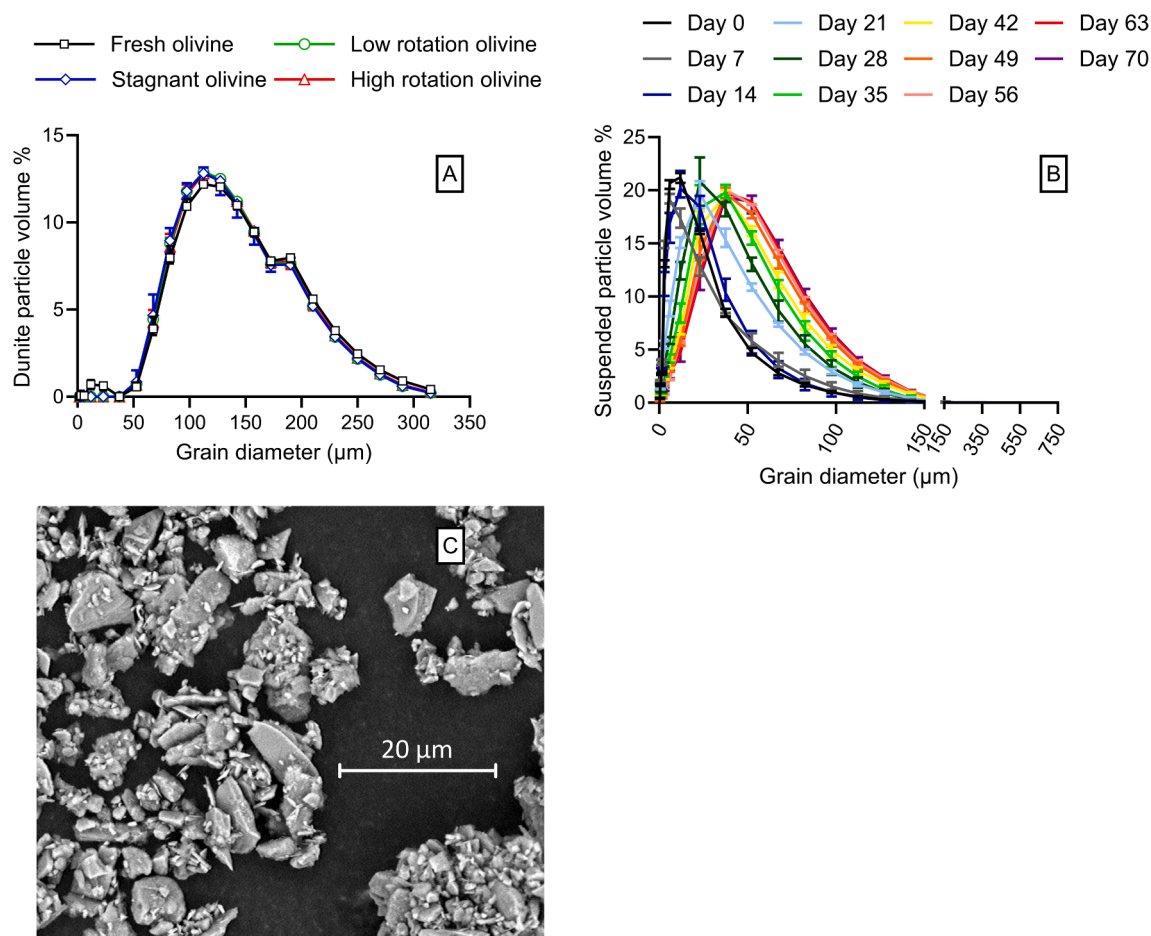 Fresh olivine
Low rotation olivine
Stagnant olivine
High rotation olivine
Day 0
Day 21
Day 42
Day 63
Day 7
Day 28
Day 49
Day 70
Day 14
Day 35
Day 56
A
Dunite particle volume %
15
10
5
0
0 50 100 150 200 250 300 350
Grain diameter (µm)
B
Suspended particle volume %
25
20
15
10
5
0
0 50 100 150 150 350 550 750
Grain diameter (µm)
C
20 µm